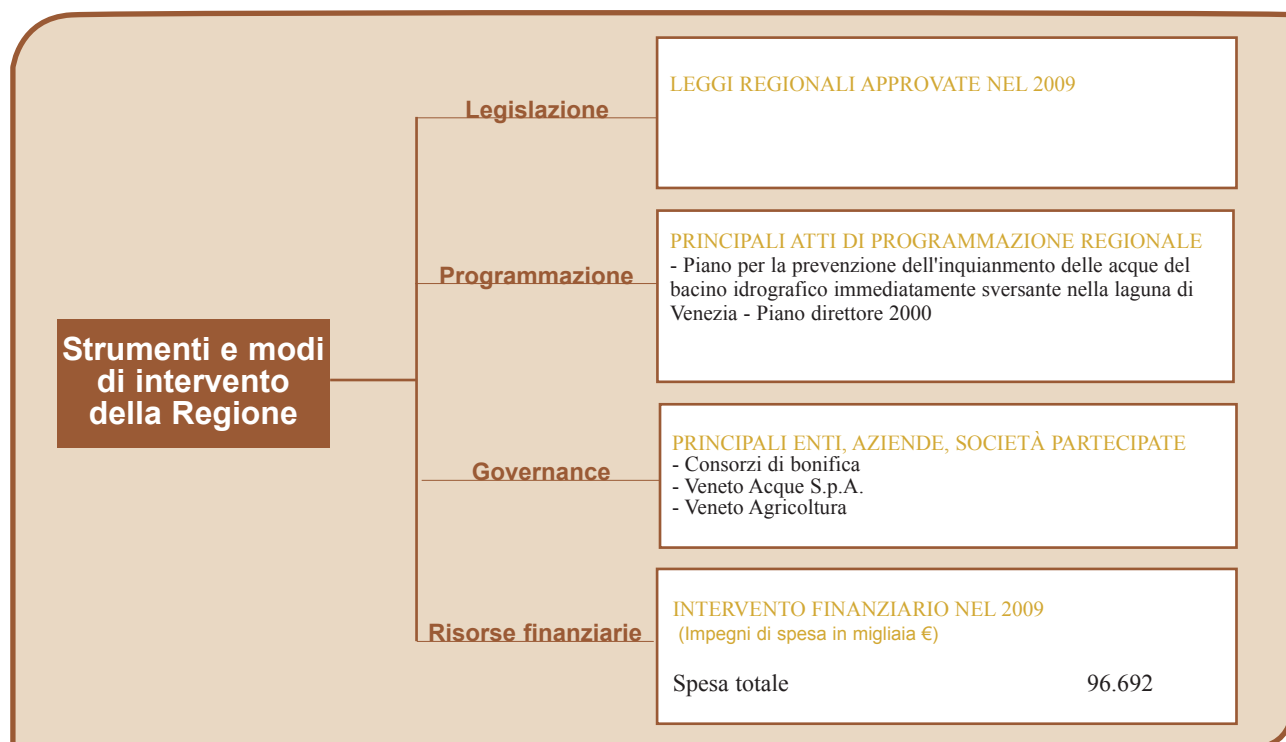 Strumenti e modi
di intervento
della Regione
Legislazione
LEGGI REGIONALI APPROVATE NEL 2009
Programmazione
PRINCIPALI ATTI DI PROGRAMMAZIONE REGIONALE
- Piano per la prevenzione dell'inquianmento delle acque del
bacino idrografico immediatamente sversante nella laguna di
Venezia - Piano direttore 2000
Governance
PRINCIPALI ENTI, AZIENDE, SOCIETÀ PARTECIPATE
- Consorzi di bonifica
- Veneto Acque S.p.A.
- Veneto Agricoltura
Risorse finanziarie
INTERVENTO FINANZIARIO NEL 2009
(Impegni di spesa in migliaia €)
Spesa totale 96.692